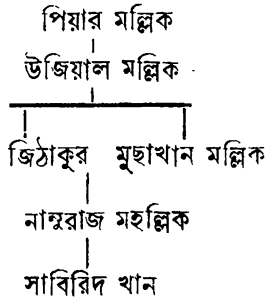 পিয়ার মল্লিক
উজিয়াল মল্লিক
জিঠাকুর মুছাখান মল্লিক
নানুরাজ মহল্লিক
সাবিরিদ খান